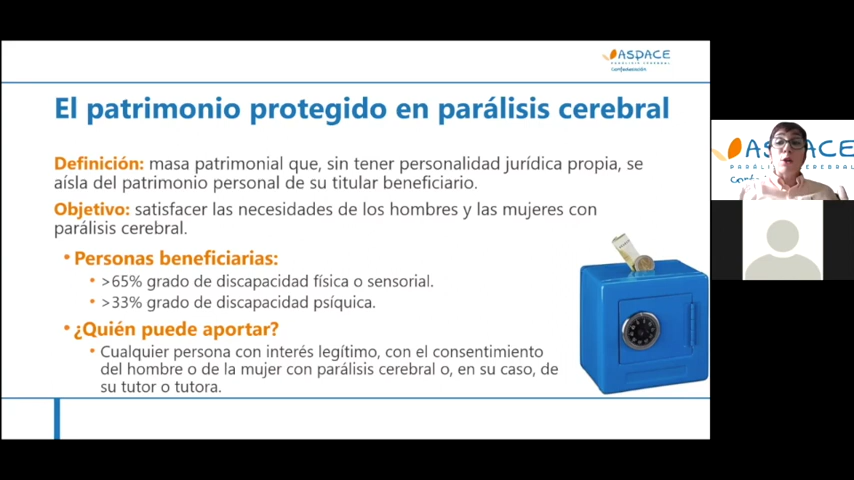 ASPACE
PARÁLISIS CEREBRAL
Confederación
El patrimonio protegido en parálisis cerebral
Definición: masa patrimonial que, sin tener personalidad jurídica propia, se
aísla del patrimonio personal de su titular beneficiario.
Objetivo: satisfacer las necesidades de los hombres y las mujeres con
parálisis cerebral.
• Personas beneficiarias:
• >65% grado de discapacidad física o sensorial.
• >33% grado de discapacidad psíquica.
• ¿Quién puede aportar?
• Cualquier persona con interés legítimo, con el consentimiento
del hombre o de la mujer con parálisis cerebral o, en su caso, de
su tutor o tutora.